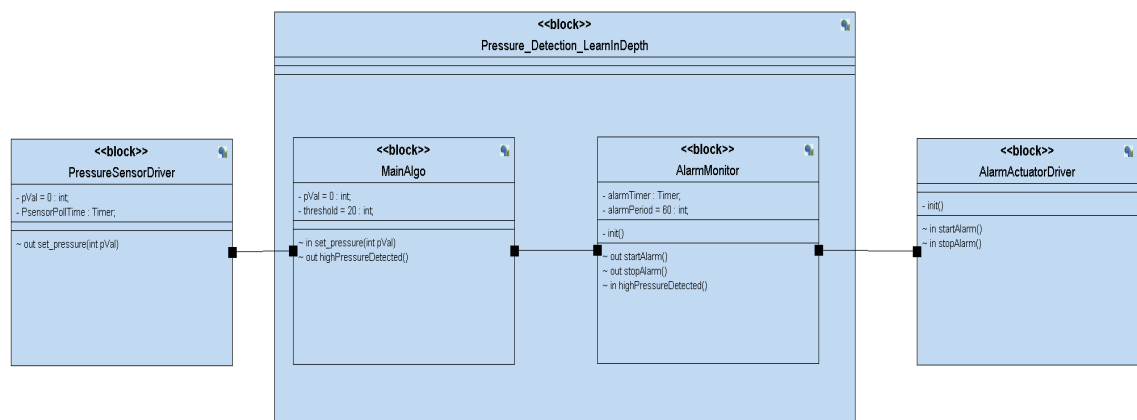 <<block>>
Pressure_Detection_LearnInDepth
<<block>>
PressureSensorDriver
- pVal = 0 : int;
- PsensorPollTime : Timer;
~ out set_pressure(int pVal)
<<block>>
MainAlgo
- pVal = 0 : int;
- threshold = 20 : int;
~ in set_pressure(int pVal)
~ out highPressureDetected()
<<block>>
AlarmMonitor
- alarmTimer : Timer;
- alarmPeriod = 60 : int;
- init()
~ out startAlarm()
~ out stopAlarm()
~ in highPressureDetected()
<<block>>
AlarmActuatorDriver
- init()
~ in startAlarm()
~ in stopAlarm()